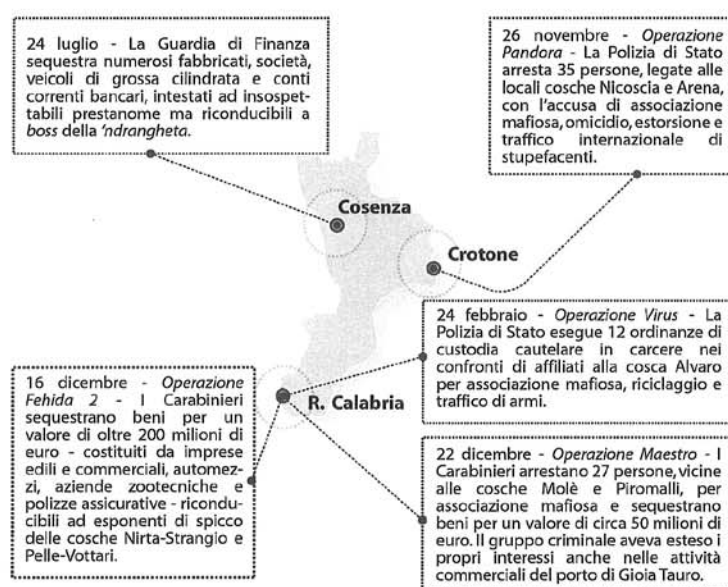 24 luglio - La Guardia di Finanza
sequestra numerosi fabbricati, società,
veicoli di grossa cilindrata e conti
correnti bancari, intestati ad insospet-
tabili prestanome ma riconducibili a
boss della 'ndrangheta.
26 novembre - Operazione
Pandora - La Polizia di Stato
arresta 35 persone, legate alle
locali cosche Nicoscia e Arena,
con l'accusa di associazione
mafiosa, omicidio, estorsione e
traffico internazionale di
stupefacenti.
Cosenza
Crotone
24 febbraio - Operazione Virus - La
Polizia di Stato esegue 12 ordinanze di
custodia cautelare in carcere nei
confronti di affiliati alla cosca Alvaro
per associazione mafiosa, riciclaggio e
traffico di armi.
16 dicembre - Operazione
Fehida 2 - I Carabinieri
sequestrano beni per un
valore di oltre 200 milioni di
euro - costituiti da imprese
edili e commerciali, automez-
zi, aziende zootecniche e
polizze assicurative - ricondu-
cibili ad esponenti di spicco
delle cosche Nirta-Strangio e
Pelle-Vottari.
R. Calabria
22 dicembre - Operazione Maestro - I
Carabinieri arrestano 27 persone, vicine
alle cosche Molè e Piromalli, per
associazione mafiosa e sequestrano
beni per un valore di circa 50 milioni di
euro. Il gruppo criminale aveva esteso i
propri interessi anche nelle attività
commerciali del porto di Gioia Tauro.